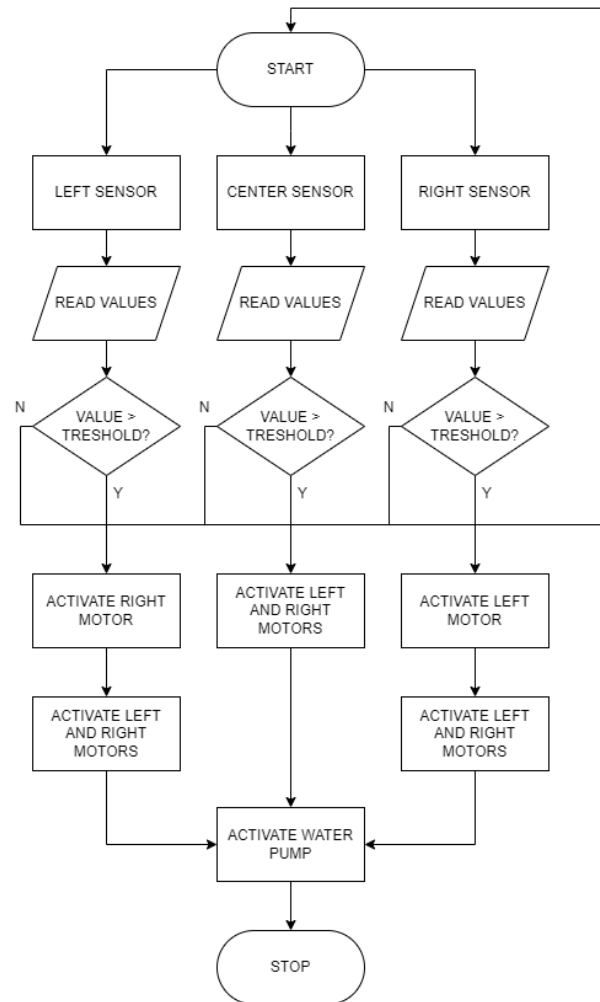 START
LEFT SENSOR
CENTER SENSOR
RIGHT SENSOR
READ VALUES
READ VALUES
READ VALUES
N
VALUE >
TRESHOLD?
N
VALUE >
TRESHOLD?
N
VALUE >
TRESHOLD?
Y
Y
Y
ACTIVATE RIGHT
MOTOR
ACTIVATE LEFT
AND RIGHT
MOTORS
ACTIVATE LEFT
MOTOR
ACTIVATE LEFT
AND RIGHT
MOTORS
ACTIVATE LEFT
AND RIGHT
MOTORS
ACTIVATE WATER
PUMP
STOP